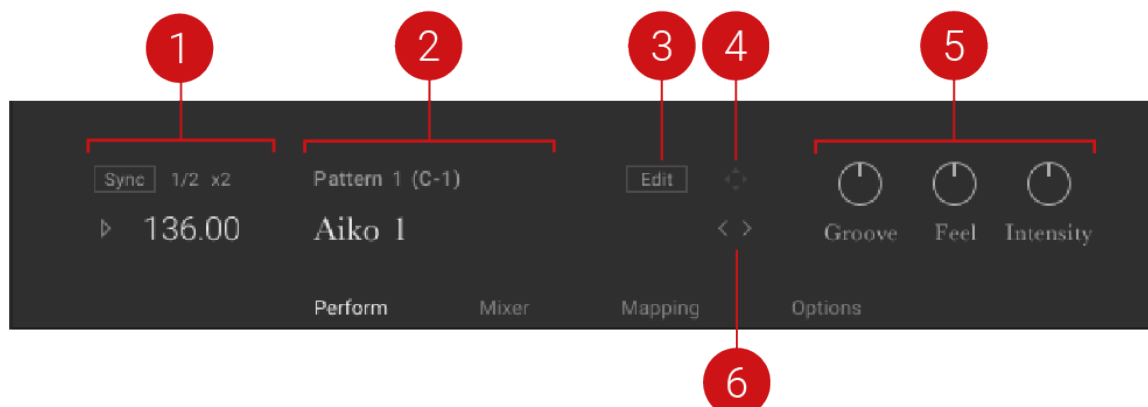 1 2 3 4 5
Sync 1/2 x2 Pattern 1 (C-1) Edit
136.00 Aiko 1 < >
Groove Feel Intensity
Perform Mixer Mapping Options
6